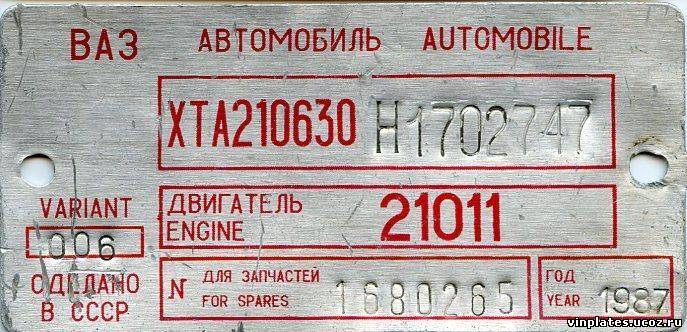 ВАЗ АВТОМОБИЛЬ AUTOMOBILE
XTA210630 H1702747
VARIANT
006
ДВИГАТЕЛЬ
ENGINE
21011
СДЕЛАНО
В СССР
N
ДЛЯ ЗАПЧАСТЕЙ
FOR SPARES
1680265
ГОД
YEAR
1987
www.vinplates.ucoz.ru